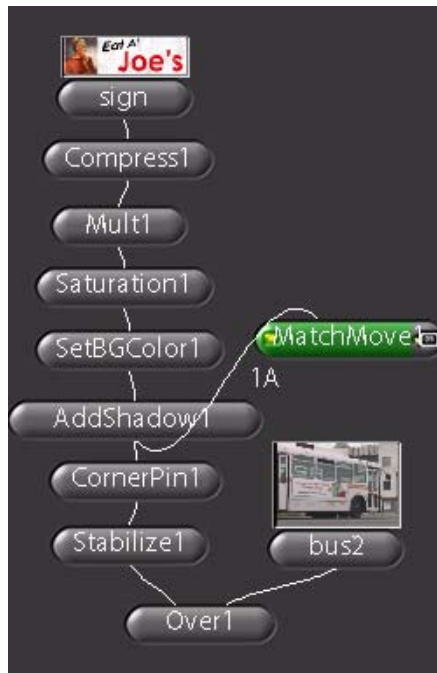 Eat At
Joe's
sign
Compress1
Mult1
Saturation1
SetBGColor1
MatchMove1
1A
AddShadow1
CornerPin1
Stabilize1
bus2
Over1